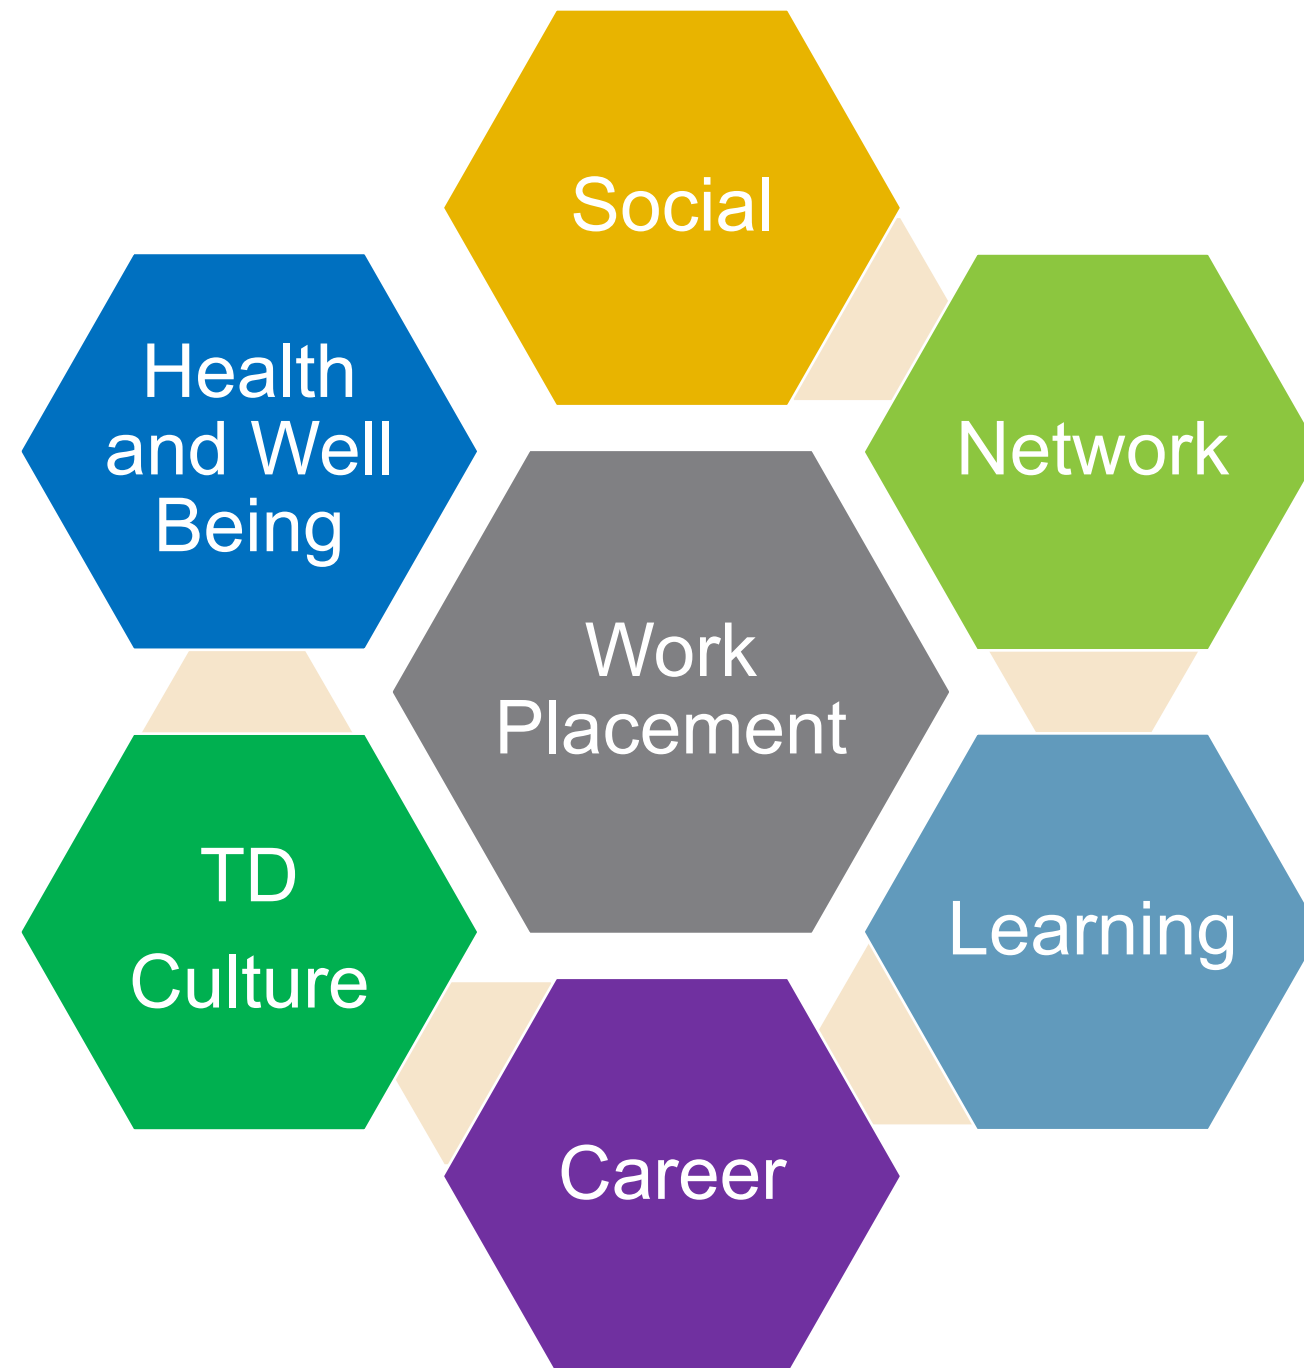 Social
Health
and Well
Being
Network
Work
Placement
TD
Culture
Learning
Career